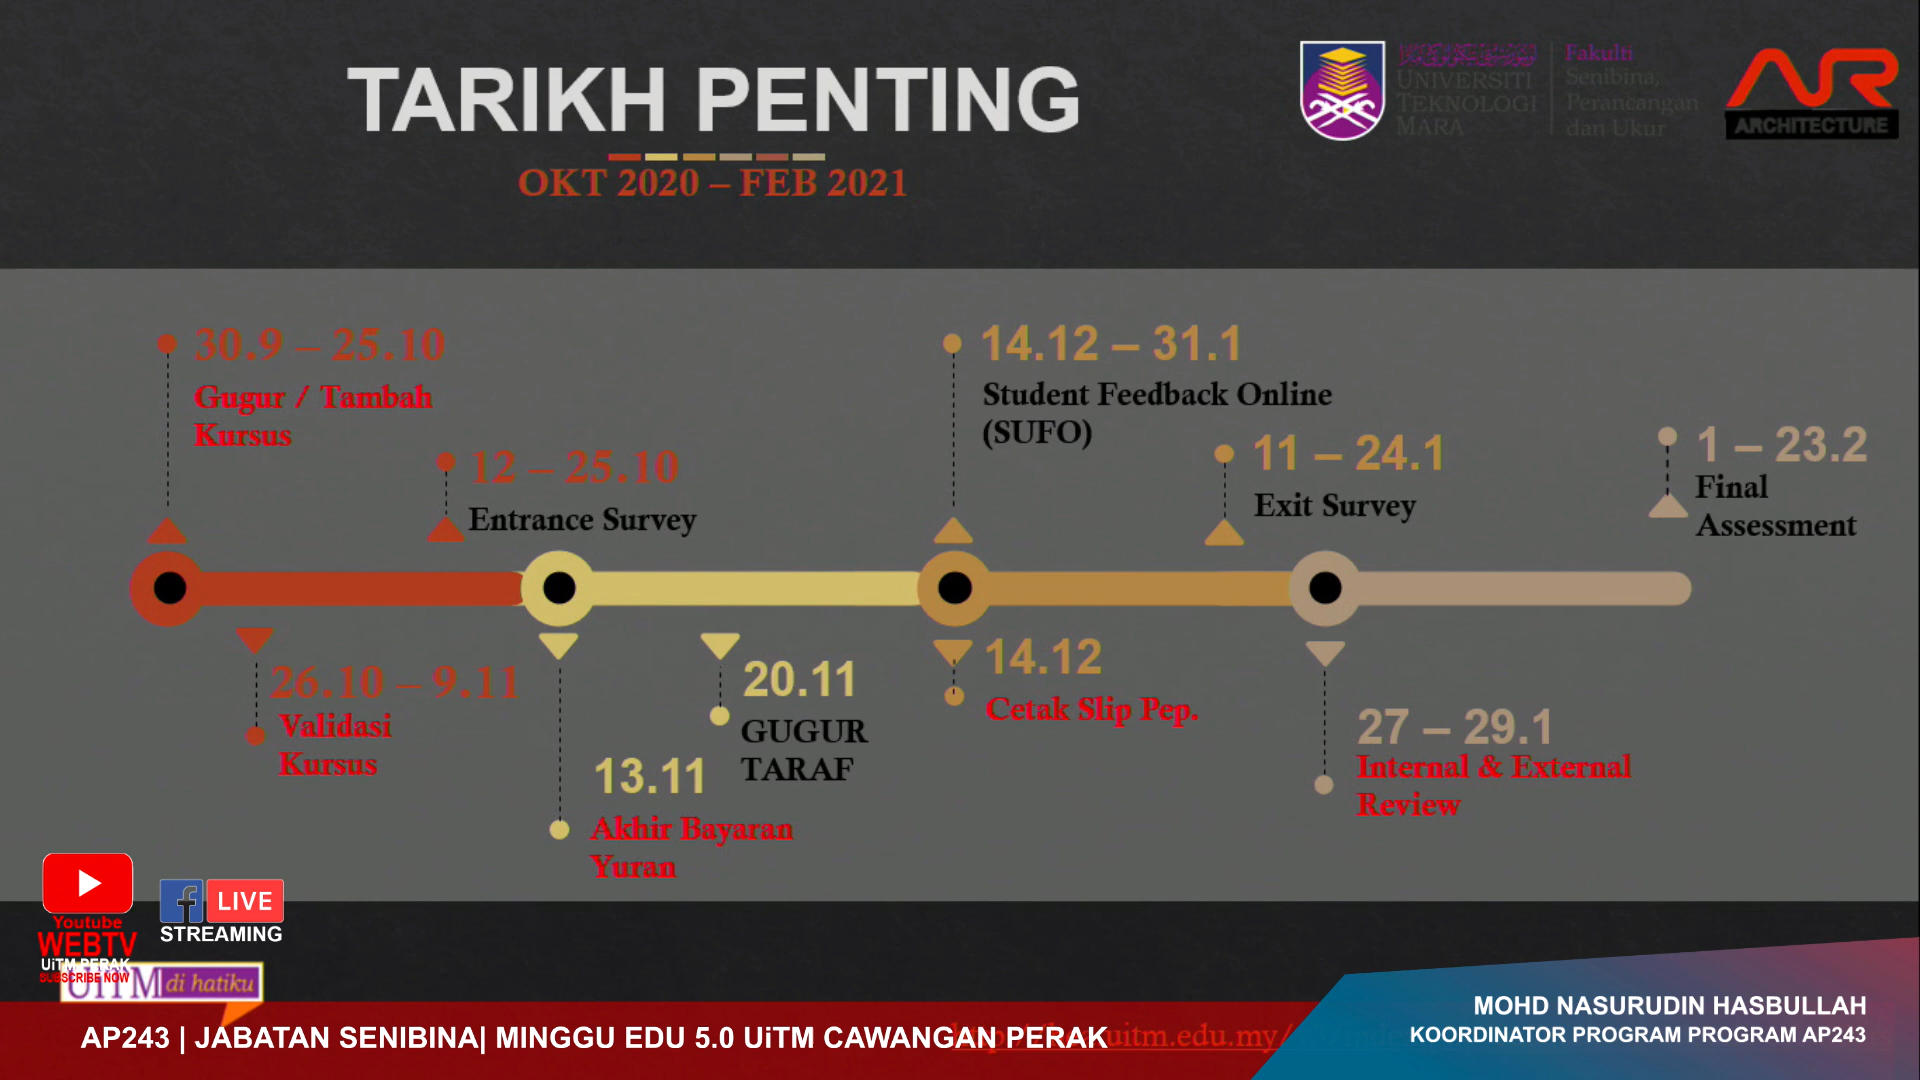 TARIKH PENTING
OKT 2020 – FEB 2021
UNIVERSITI
TEKNOLOGI
MARA
Fakulti
Senibina,
Perancangan
dan Ukur
AR
ARCHITECTURE
30.9 – 25.10
Gugur / Tambah
Kursus
12 – 25.10
Entrance Survey
14.12 – 31.1
Student Feedback Online
(SUFO)
11 – 24.1
Exit Survey
1 – 23.2
Final
Assessment
26.10 – 9.11
Validasi
Kursus
13.11
Akhir Bayaran
Yuran
20.11
GUGUR
TARAF
14.12
Cetak Slip Pep.
27 – 29.1
Internal & External
Review
Youtube
WEBTV
UiTM PERAK
SUBSCRIBE NOW
LIVE
STREAMING
UiTM di hatiku
AP243 | JABATAN SENIBINA| MINGGU EDU 5.0 UiTM CAWANGAN PERAK
uitm.edu.my/
MOHD NASURUDIN HASBULLAH
KOORDINATOR PROGRAM PROGRAM AP243